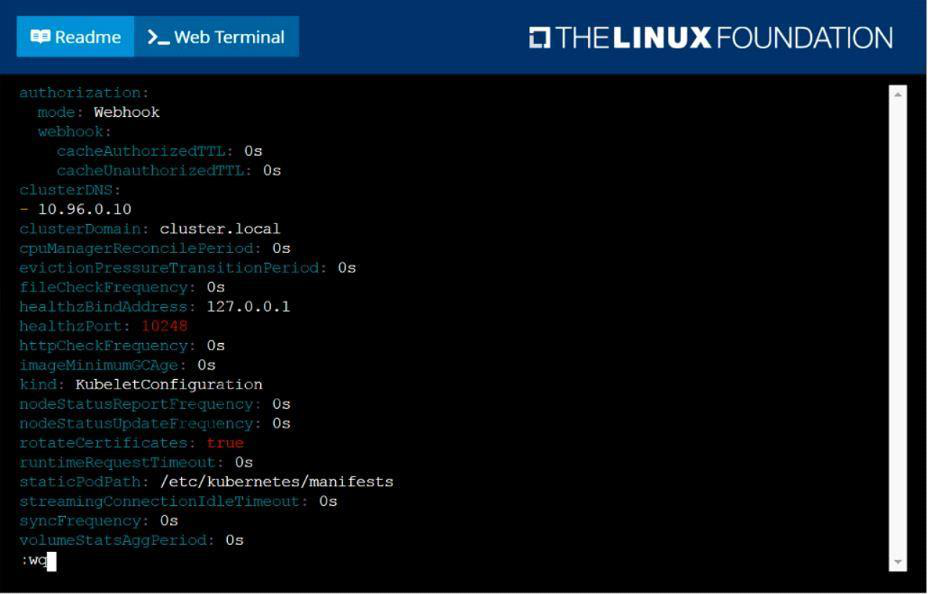 Readme
Web Terminal
THE LINUX FOUNDATION
authorization:
  mode: Webhook
  webhook:
    cacheAuthorizedTTL: 0s
    cacheUnauthorizedTTL: 0s
clusterDNS:
- 10.96.0.10
clusterDomain: cluster.local
cpuManagerReconcilePeriod: 0s
evictionPressureTransitionPeriod: 0s
fileCheckFrequency: 0s
healthzBindAddress: 127.0.0.1
healthzPort: 10248
httpCheckFrequency: 0s
imageMinimumGCAge: 0s
kind: KubeletConfiguration
nodeStatusReportFrequency: 0s
nodeStatusUpdateFrequency: 0s
rotateCertificates: true
runtimeRequestTimeout: 0s
staticPodPath: /etc/kubernetes/manifests
streamingConnectionIdleTimeout: 0s
syncFrequency: 0s
volumeStatsAggPeriod: 0s
:wq